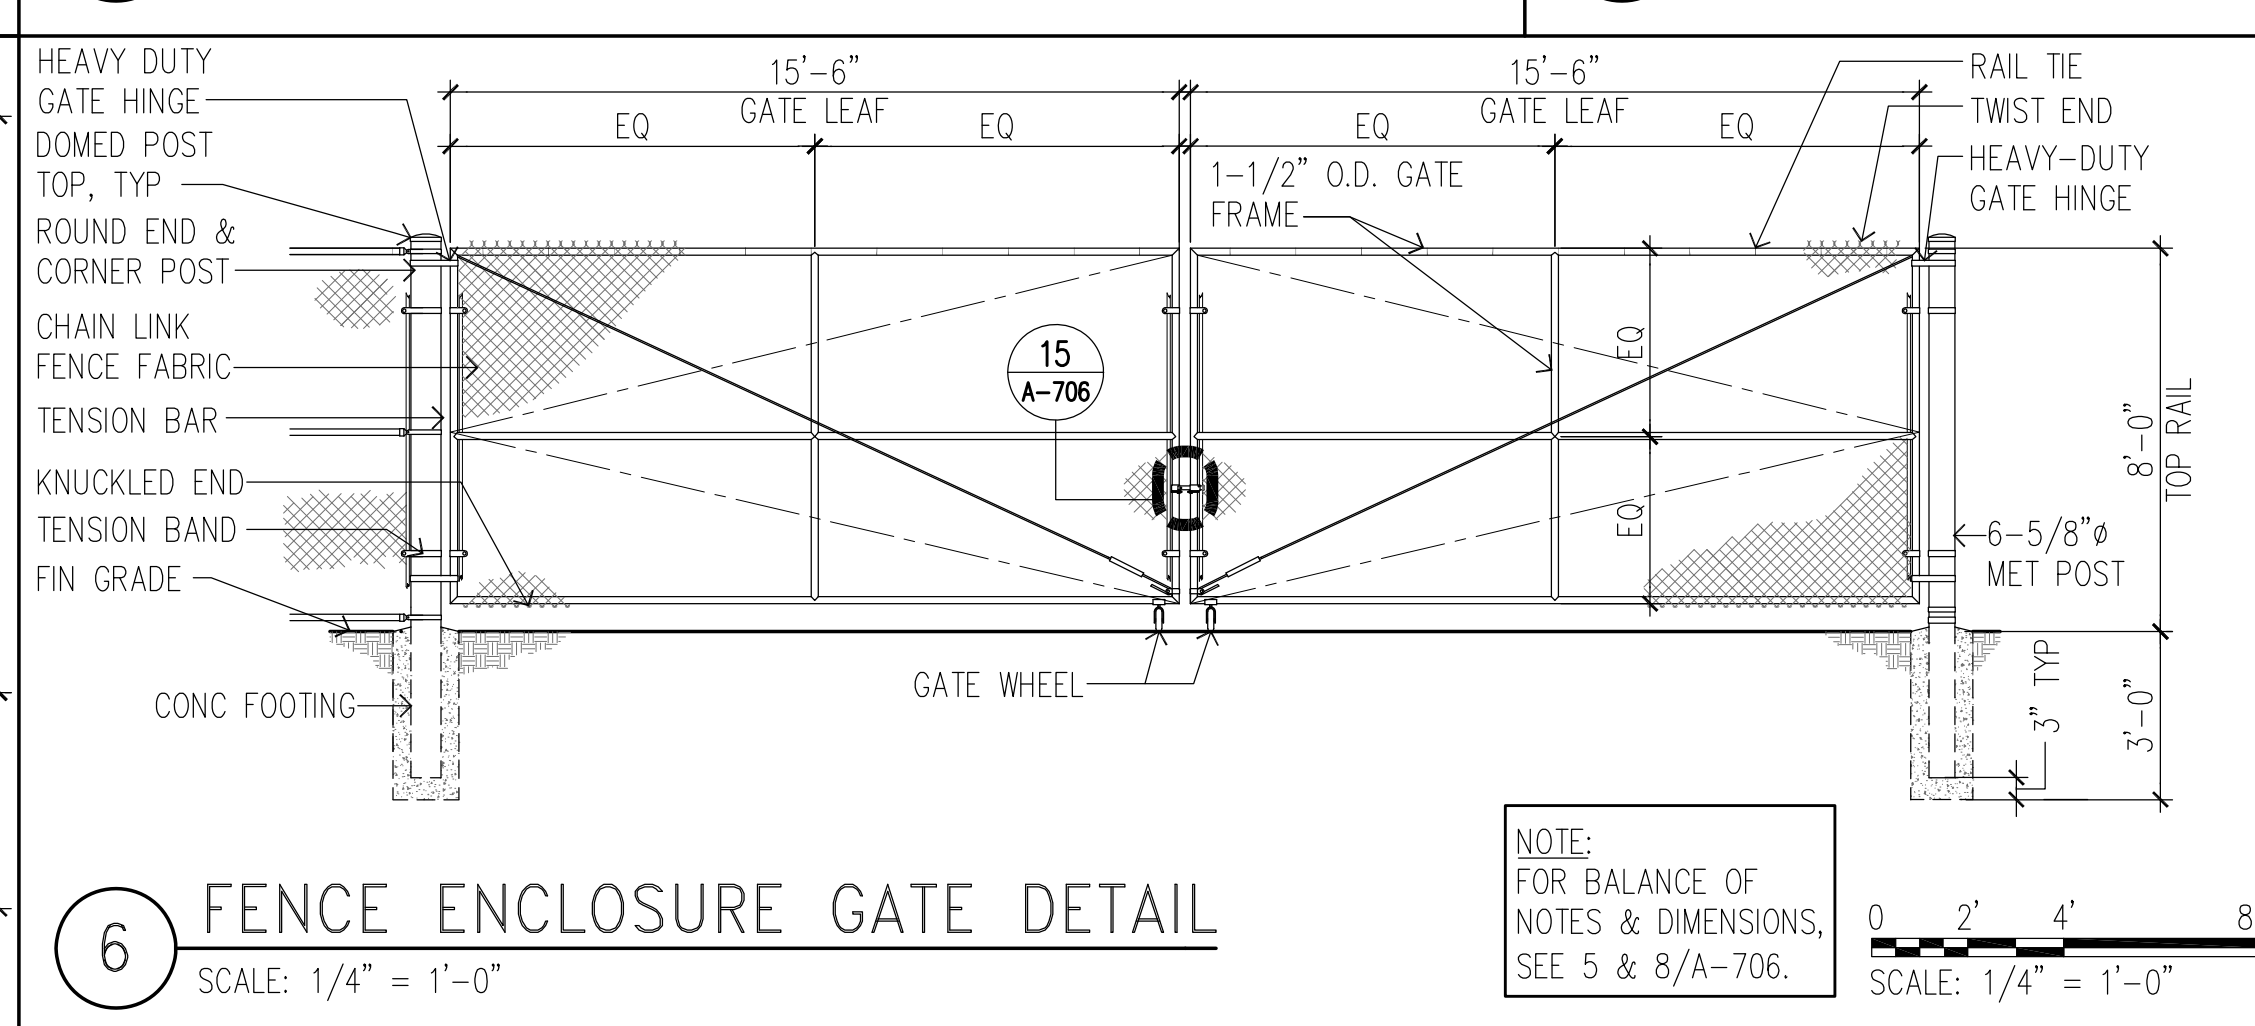 HEAVY DUTY
GATE HINGE
DOMED POST
TOP, TYP
ROUND END &
CORNER POST
CHAIN LINK
FENCE FABRIC
TENSION BAR
KNUCKLED END
TENSION BAND
FIN GRADE
CONC FOOTING
15'-6"
GATE LEAF
EQ
EQ
15'-6"
GATE LEAF
EQ
EQ
1-1/2" O.D. GATE
FRAME
RAIL TIE
TWIST END
HEAVY-DUTY
GATE HINGE
15
A-706
EQ
EQ
8'-0"
TOP RAIL
6-5/8"ø
MET POST
3" TYP
3'-0"
GATE WHEEL
NOTE:
FOR BALANCE OF
NOTES & DIMENSIONS,
SEE 5 & 8/A-706.
6
FENCE ENCLOSURE GATE DETAIL
SCALE: 1/4" = 1'-0"
0 2' 4' 8
SCALE: 1/4" = 1'-0"